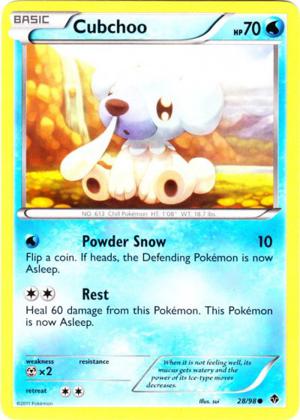 BASIC
Cubchoo
HP 70
NO. 613 Chill Pokémon HT: 1'08" WT: 18.7 lbs.
Powder Snow 10
Flip a coin. If heads, the Defending Pokémon is now
Asleep.
Rest
Heal 60 damage from this Pokémon. This Pokémon
is now Asleep.
weakness
resistance
×2
retreat
When it is not feeling well, its
mucus gets watery and the
power of its Ice-type moves
decreases.
©2011 Pokémon
Illus. sui
28/98